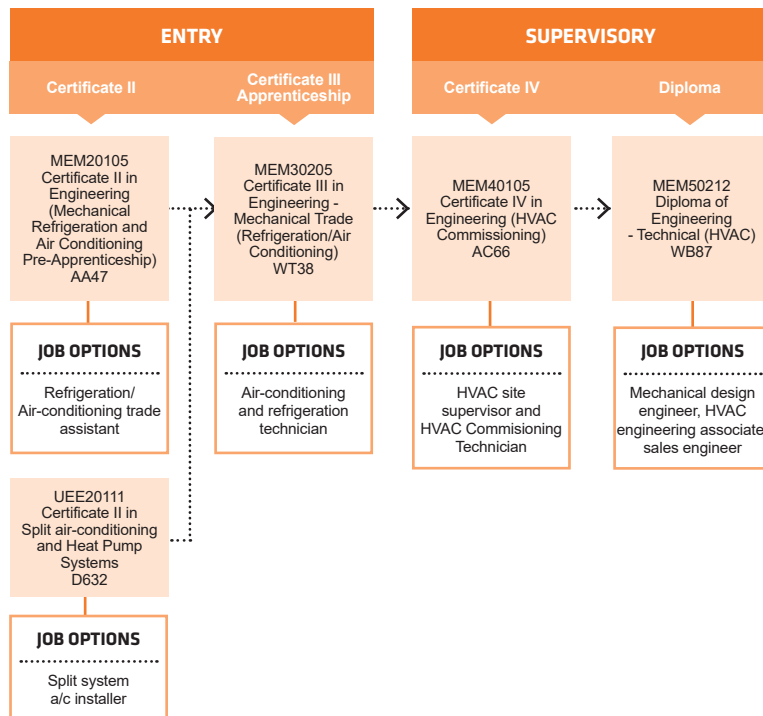 ENTRY
SUPERVISORY
Certificate II
Certificate III
Apprenticeship
Certificate IV
Diploma
MEM20105
Certificate II in
Engineering
(Mechanical
Refrigeration and
Air Conditioning
Pre-Apprenticeship)
AA47
MEM30205
Certificate III in
Engineering -
Mechanical Trade
(Refrigeration/Air
Conditioning)
WT38
MEM40105
Certificate IV in
Engineering (HVAC
Commissioning)
AC66
MEM50212
Diploma of
Engineering
- Technical (HVAC)
WB87
JOB OPTIONS
Refrigeration/
Air-conditioning trade
assistant
JOB OPTIONS
Air-conditioning
and refrigeration
technician
JOB OPTIONS
HVAC site
supervisor and
HVAC Commisioning
Technician
JOB OPTIONS
Mechanical design
engineer, HVAC
engineering associate
sales engineer
UEE20111
Certificate II in
Split air-conditioning
and Heat Pump
Systems
D632
JOB OPTIONS
Split system
a/c installer